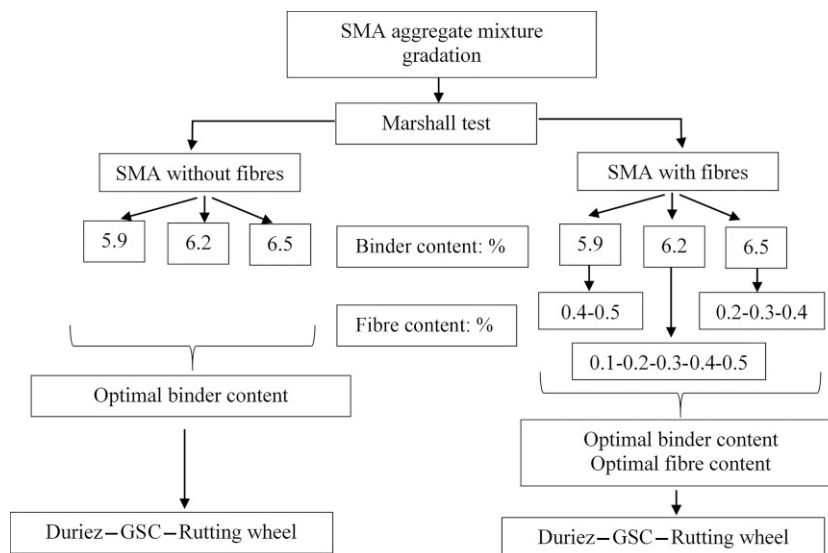 SMA aggregate mixture
gradation
Marshall test
SMA without fibres
SMA with fibres
5.9
6.2
6.5
Binder content: %
5.9
6.2
6.5
Fibre content: %
0.4-0.5
0.2-0.3-0.4
0.1-0.2-0.3-0.4-0.5
Optimal binder content
Optimal binder content
Optimal fibre content
Duriez–GSC–Rutting wheel
Duriez–GSC–Rutting wheel